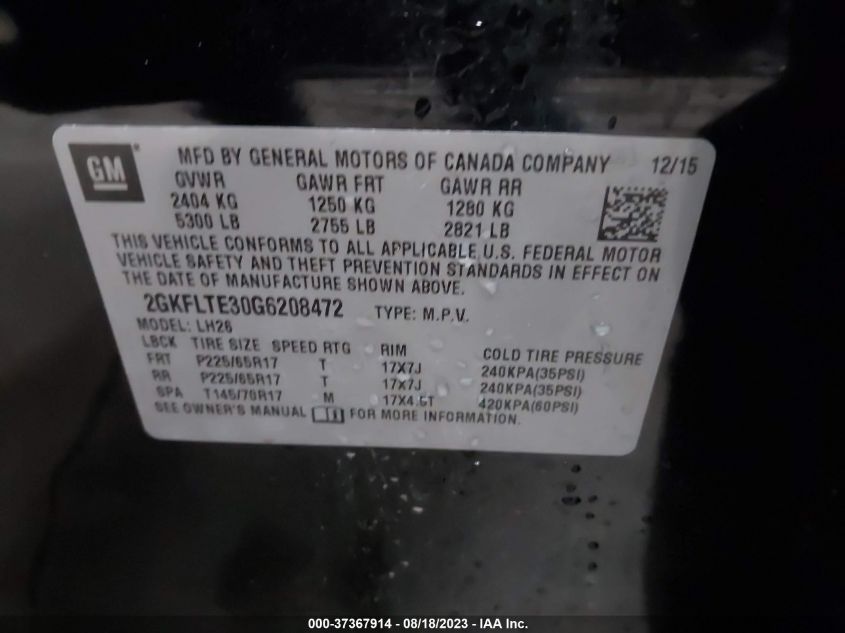 GM ® MFD BY GENERAL MOTORS OF CANADA COMPANY 12/15
GVWR GAWR FRT GAWR RR
2404 KG 1250 KG 1280 KG
5300 LB 2755 LB 2821 LB
THIS VEHICLE CONFORMS TO ALL APPLICABLE U.S. FEDERAL MOTOR
VEHICLE SAFETY AND THEFT PREVENTION STANDARDS IN EFFECT ON
THE DATE OF MANUFACTURE SHOWN ABOVE.
2GKFLTE30G6208472 TYPE: M.P.V.
MODEL: LH26
LBCK TIRE SIZE SPEED RTG RIM COLD TIRE PRESSURE
FRT P225/65R17 T 17X7J 240KPA(35PSI)
RR P225/65R17 T 17X7J 240KPA(35PSI)
SPA T145/70R17 M 17X4.5T 420KPA(60PSI)
SEE OWNER'S MANUAL FOR MORE INFORMATION.
000-37367914 - 08/18/2023 - IAA Inc.